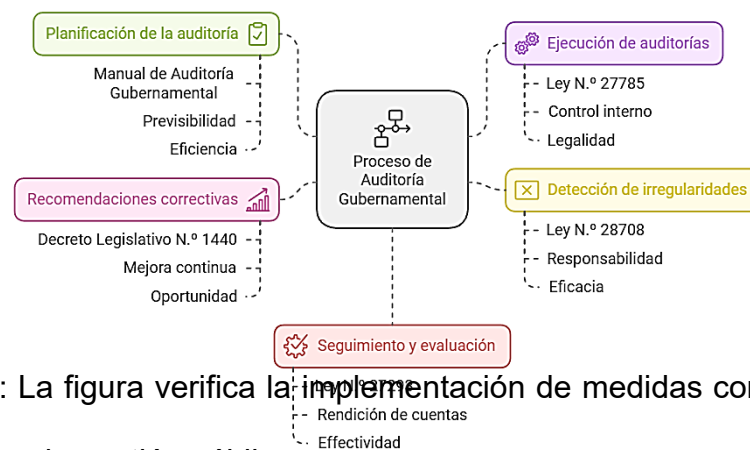 Planificación de la auditoría
Manual de Auditoría
Gubernamental
Previsibilidad
Eficiencia
Recomendaciones correctivas
Decreto Legislativo N.º 1440
Mejora continua
Oportunidad
Proceso de
Auditoría
Gubernamental
Ejecución de auditorías
Ley N.º 27785
Control interno
Legalidad
Detección de irregularidades
Ley N.º 28708
Responsabilidad
Eficacia
Seguimiento y evaluación
Ley N.º
: La figura verifica la implementación de medidas
Rendición de cuentas
Effectividad